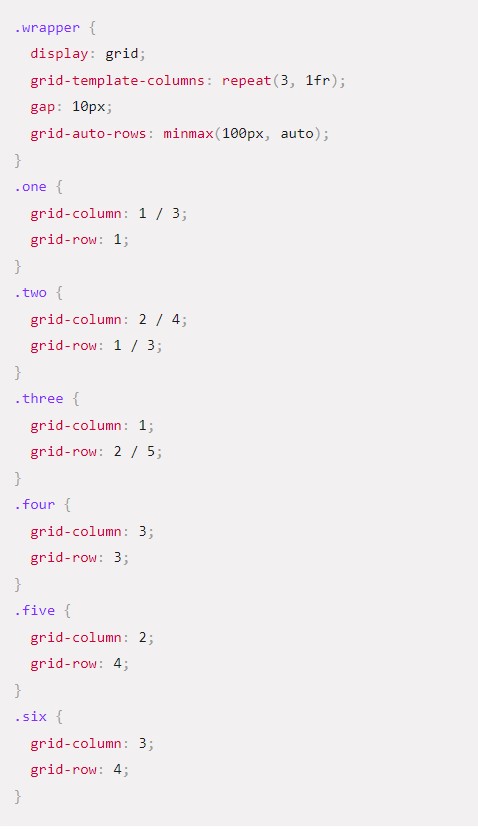 .wrapper {
  display: grid;
  grid-template-columns: repeat(3, 1fr);
  gap: 10px;
  grid-auto-rows: minmax(100px, auto);
}
.one {
  grid-column: 1 / 3;
  grid-row: 1;
}
.two {
  grid-column: 2 / 4;
  grid-row: 1 / 3;
}
.three {
  grid-column: 1;
  grid-row: 2 / 5;
}
.four {
  grid-column: 3;
  grid-row: 3;
}
.five {
  grid-column: 2;
  grid-row: 4;
}
.six {
  grid-column: 3;
  grid-row: 4;
}